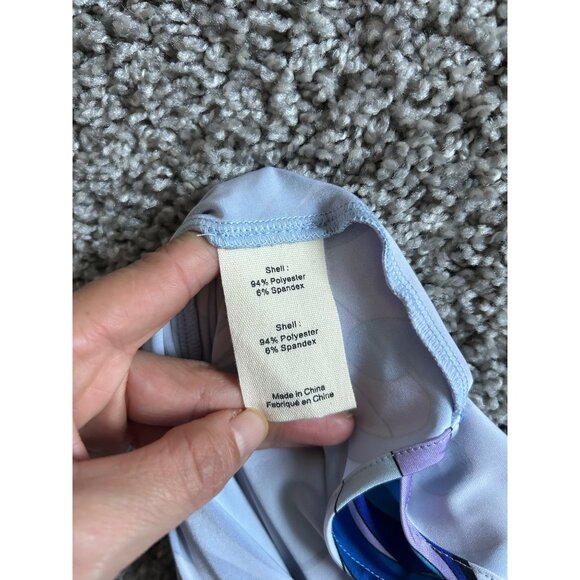 Shell :
94% Polyester
6% Spandex
Shell :
94% Polyester
6% Spandex
Made in China
Fabriqué en Chine